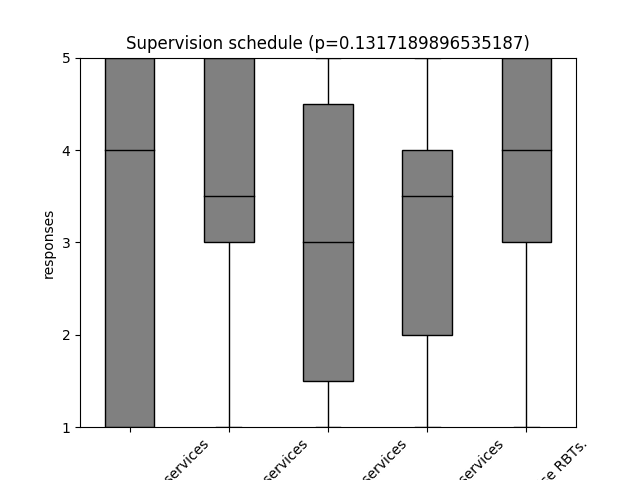 Supervision schedule (p=0.1317189896535187)
5
4
3
2
1
responses
services
services
services
services
RBTs.